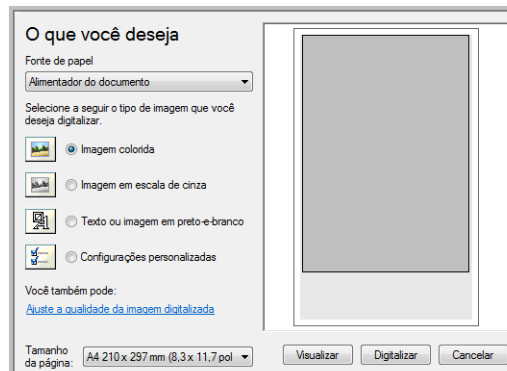 O que você deseja
Fonte de papel
Alimentador do documento
Selecione a seguir o tipo de imagem que você
deseja digitalizar.
Imagem colorida
Imagem em escala de cinza
Texto ou imagem em preto-e-branco
Configurações personalizadas
Você também pode:
Ajuste a qualidade da imagem digitalizada
Tamanho
da página:
A4 210 x 297 mm (8,3 x 11,7 pol
Visualizar
Digitalizar
Cancelar